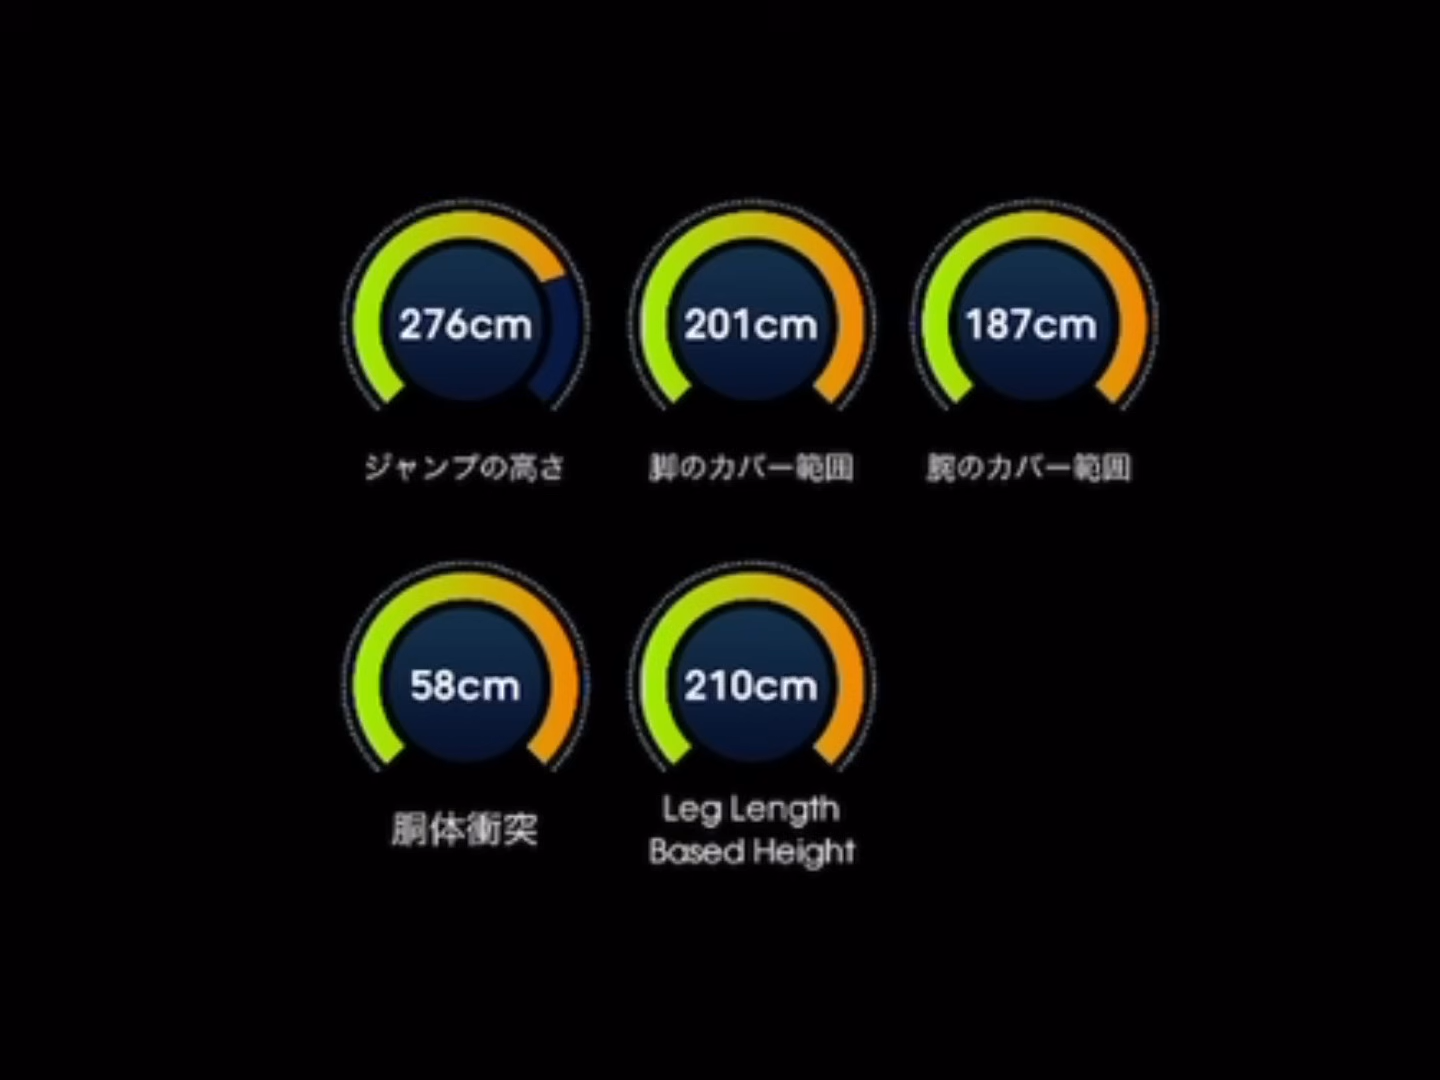 276cm
201cm
187cm
ジャンプの高さ
脚のカバー範囲
腕のカバー範囲
58cm
210cm
胴体衝突
Leg Length
Based Height